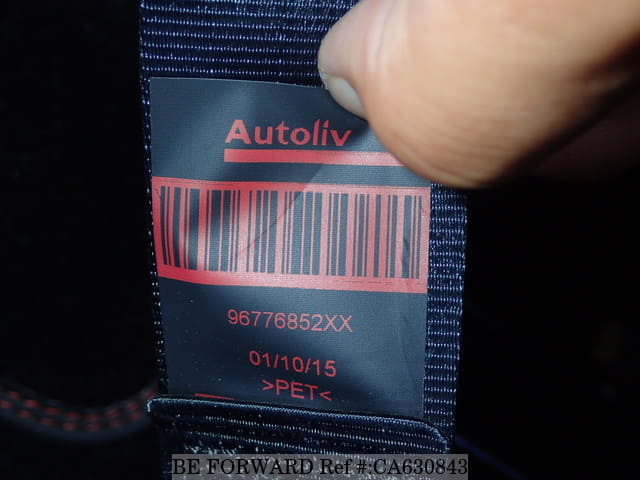 Autoliv
96776852XX
01/10/15
>PET<
BE FORWARD Ref #:CA630843